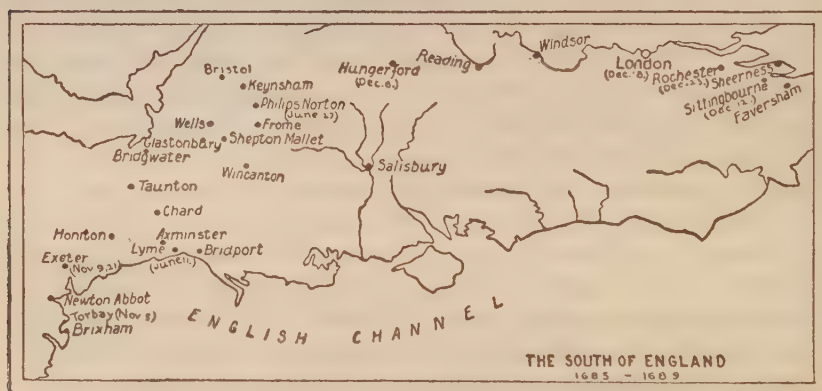 Windsor
London
(Dec. 18.)
Bristol
Hungerford
(Dec. 8.)
Reading
Rochester
(Dec. 23.)
Sheerness
Keynsham
Sittingbourne
(Dec. 12.)
Faversham
Philips Norton
(June 27)
Wells
Frome
Glastonbury
Shepton Mallet
Bridgwater
Wincanton
Salisbury
Taunton
Chard
Honiton
Axminster
Lyme
Bridport
(June 11.)
Exeter
(Nov 9, 21)
Newton Abbot
Torbay (Nov 5)
Brixham
ENGLISH CHANNEL
THE SOUTH OF ENGLAND
1685 - 1689